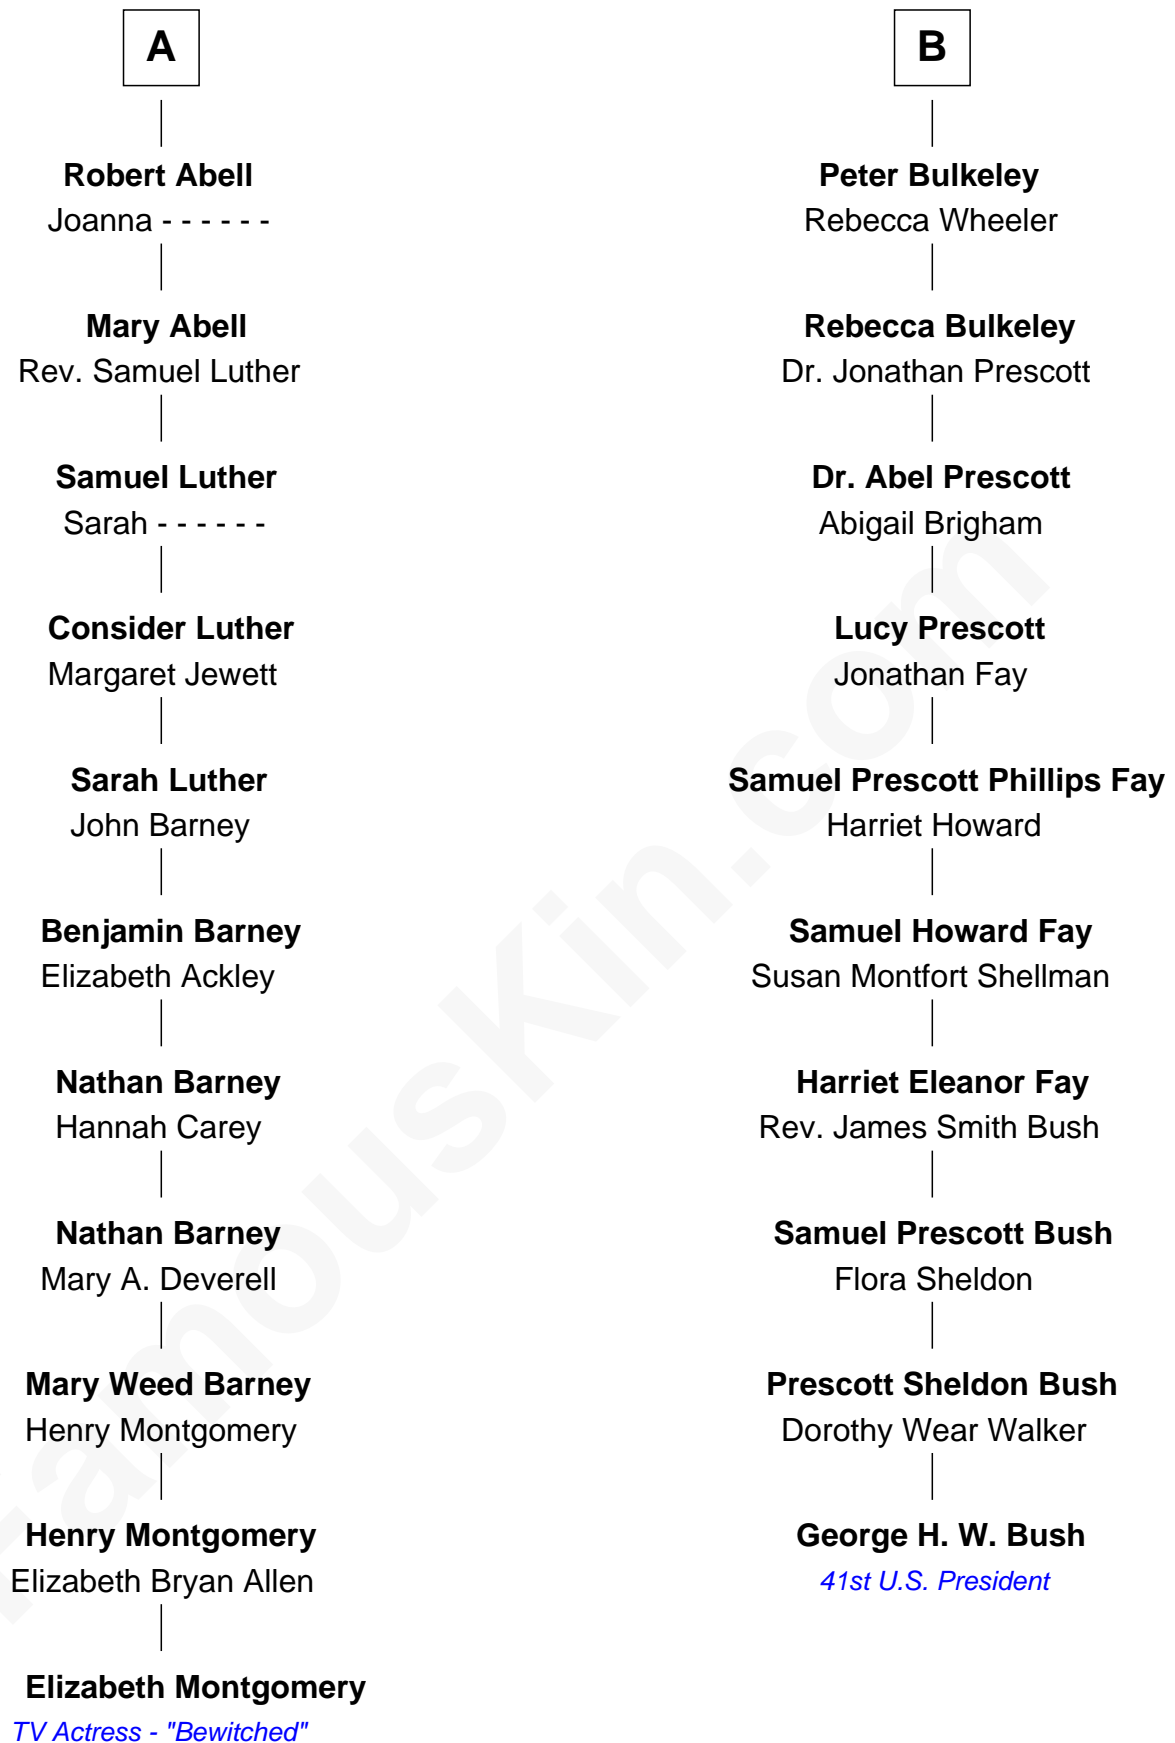 A
Robert Abell
Joanna - - - - - -
Mary Abell
Rev. Samuel Luther
Samuel Luther
Sarah - - - - - -
Consider Luther
Margaret Jewett
Sarah Luther
John Barney
Benjamin Barney
Elizabeth Ackley
Nathan Barney
Hannah Carey
Nathan Barney
Mary A. Deverell
Mary Weed Barney
Henry Montgomery
Henry Montgomery
Elizabeth Bryan Allen
Elizabeth Montgomery
TV Actress - "Bewitched"
B
Peter Bulkeley
Rebecca Wheeler
Rebecca Bulkeley
Dr. Jonathan Prescott
Dr. Abel Prescott
Abigail Brigham
Lucy Prescott
Jonathan Fay
Samuel Prescott Phillips Fay
Harriet Howard
Samuel Howard Fay
Susan Montfort Shellman
Harriet Eleanor Fay
Rev. James Smith Bush
Samuel Prescott Bush
Flora Sheldon
Prescott Sheldon Bush
Dorothy Wear Walker
George H. W. Bush
41st U.S. President
FamousKin.com